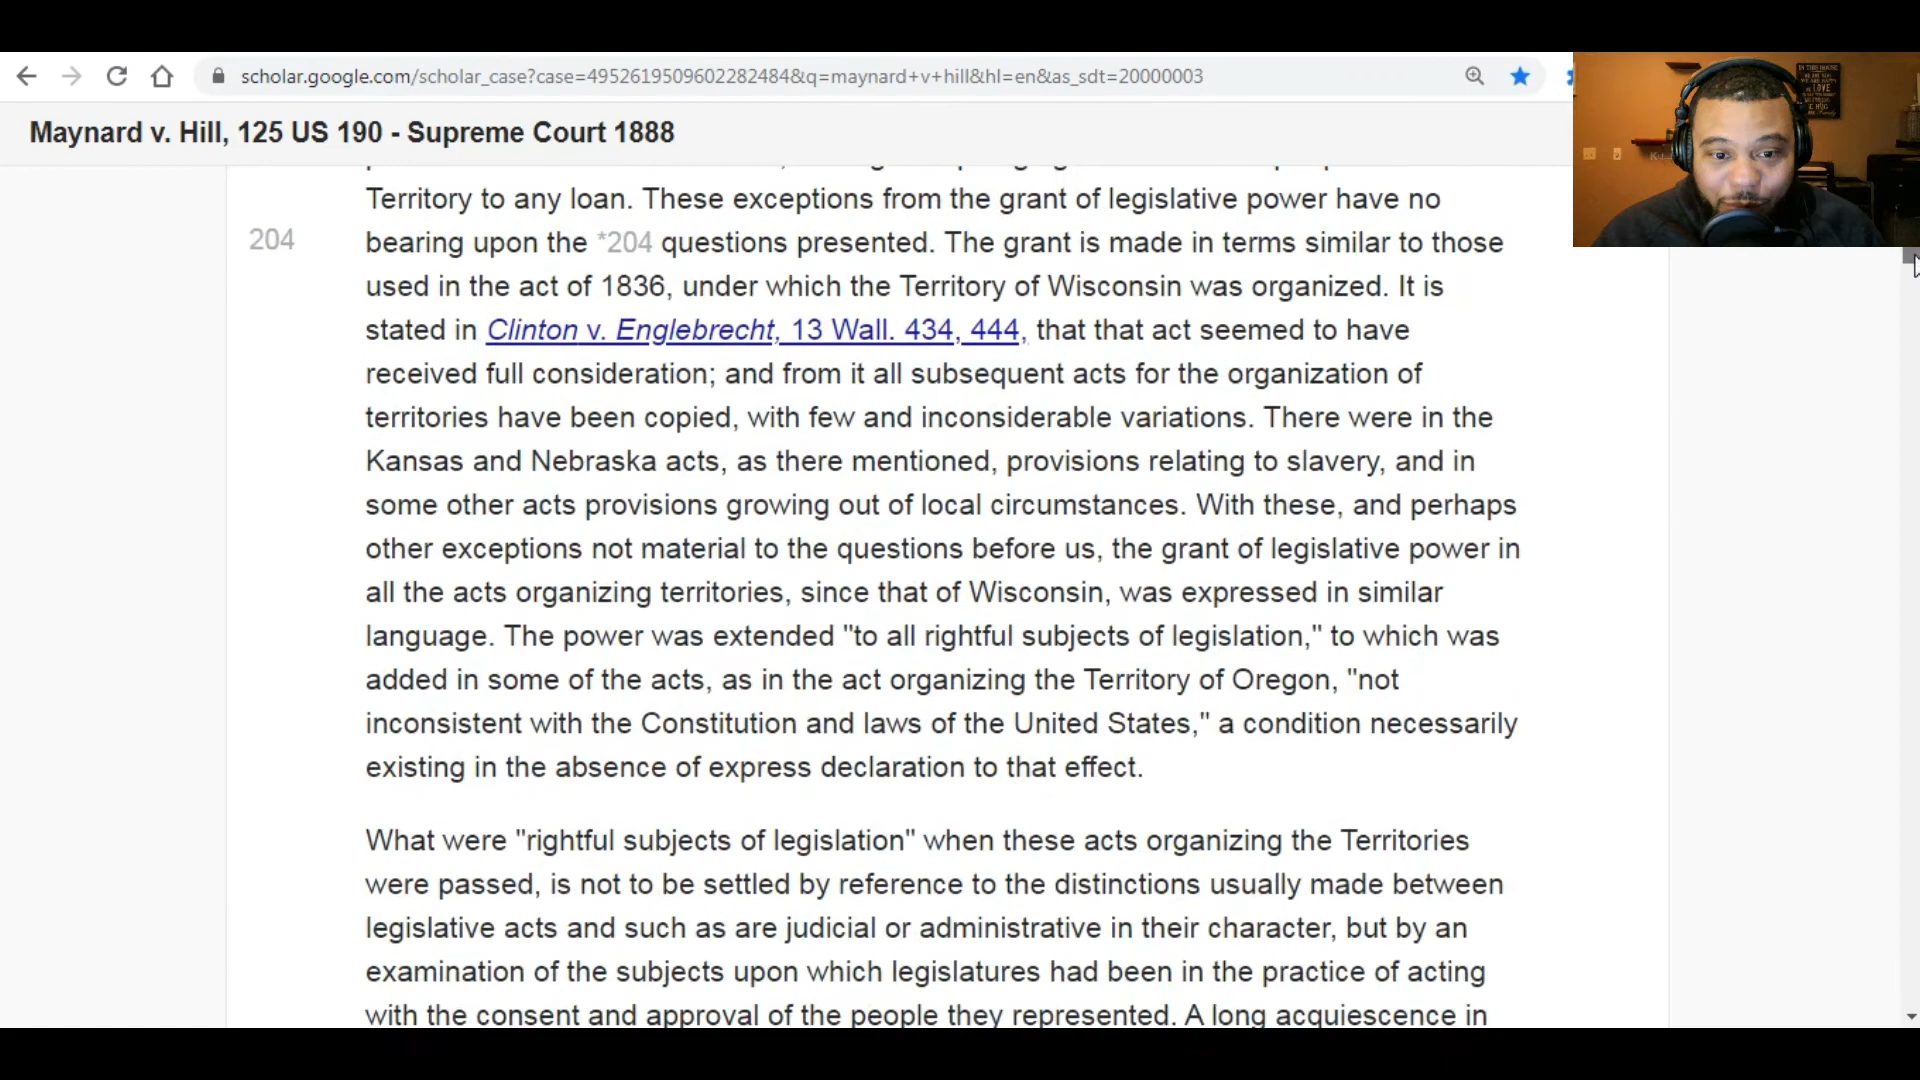 scholar.google.com/scholar_case?case=4952619509602282484&q=maynard+v+hill&hl=en&as_sdt=20000003
Maynard v. Hill, 125 US 190 - Supreme Court 1888
Territory to any loan. These exceptions from the grant of legislative power have no
204
bearing upon the *204 questions presented. The grant is made in terms similar to those
used in the act of 1836, under which the Territory of Wisconsin was organized. It is
stated in Clinton v. Englebrecht, 13 Wall. 434, 444, that that act seemed to have
received full consideration; and from it all subsequent acts for the organization of
territories have been copied, with few and inconsiderable variations. There were in the
Kansas and Nebraska acts, as there mentioned, provisions relating to slavery, and in
some other acts provisions growing out of local circumstances. With these, and perhaps
other exceptions not material to the questions before us, the grant of legislative power in
all the acts organizing territories, since that of Wisconsin, was expressed in similar
language. The power was extended "to all rightful subjects of legislation," to which was
added in some of the acts, as in the act organizing the Territory of Oregon, "not
inconsistent with the Constitution and laws of the United States," a condition necessarily
existing in the absence of express declaration to that effect.
What were "rightful subjects of legislation" when these acts organizing the Territories
were passed, is not to be settled by reference to the distinctions usually made between
legislative acts and such as are judicial or administrative in their character, but by an
examination of the subjects upon which legislatures had been in the practice of acting
with the consent and approval of the people they represented. A long acquiescence in